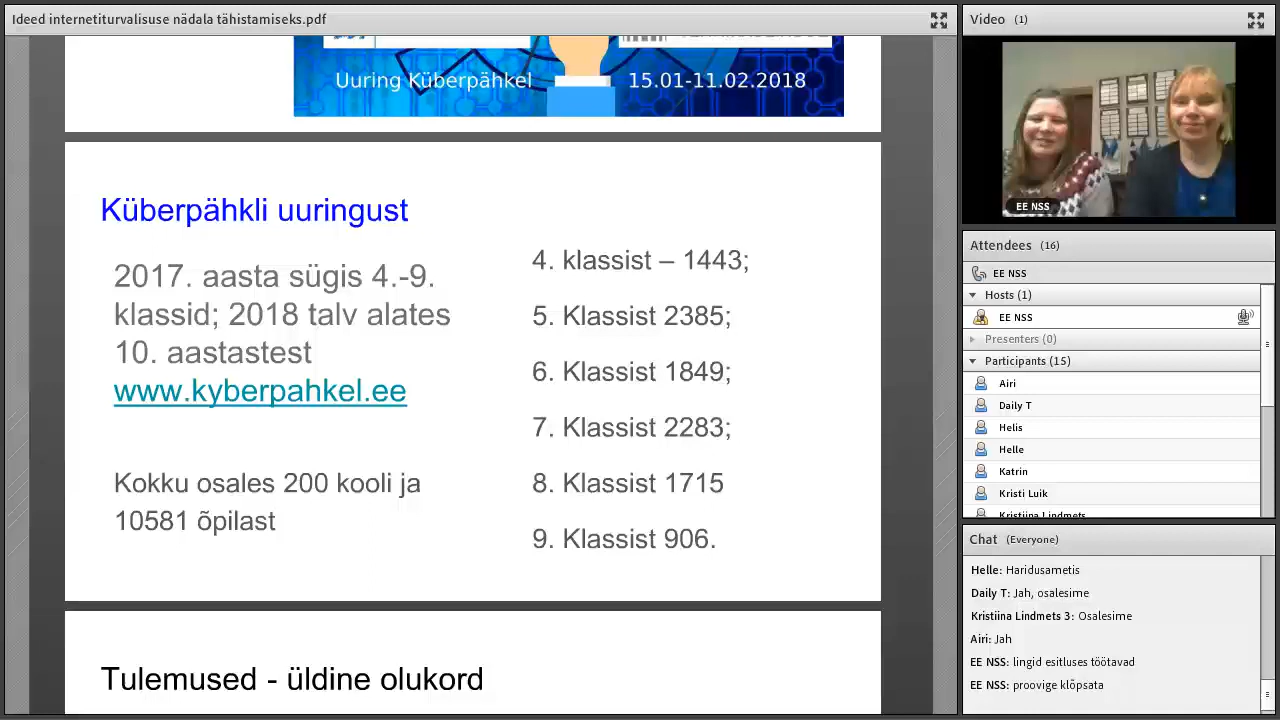 Ideed internetiturvalisuse nädala tähistamiseks.pdf
Uuring Küberpähkel
15.01-11.02.2018
Küberpähkli uuringust
2017. aasta sügis 4.-9.
klassid; 2018 talv alates
10. aastastest
www.kyberpahkel.ee
Kokku osales 200 kooli ja
10581 õpilast
4. klassist – 1443;
5. Klassist 2385;
6. Klassist 1849;
7. Klassist 2283;
8. Klassist 1715
9. Klassist 906.
Tulemused - üldine olukord
Video (1)
EE NSS
Attendees (16)
EE NSS
Hosts (1)
EE NSS
Presenters (0)
Participants (15)
Airi
Daily T
Helis
Helle
Katrin
Kristi Luik
Kristiina Lindmets
Chat (Everyone)
Helle: Haridusametis
Daily T: Jah, osalesime
Kristiina Lindmets 3: Osalesime
Airi: Jah
EE NSS: lingid esitluses töötavad
EE NSS: proovige klõpsata